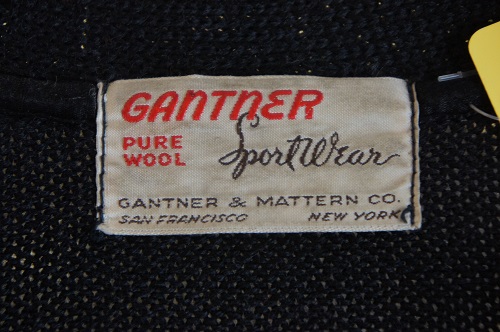 GANTNER
PURE WOOL SportWear
GANTNER & MATTERN CO.
SAN FRANCISCO NEW YORK